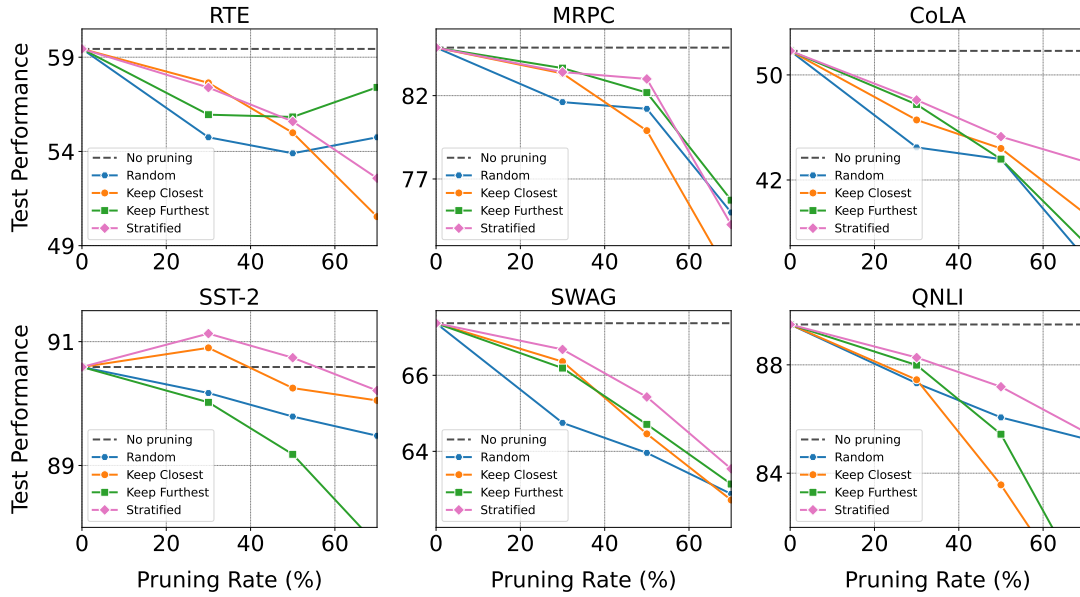 RTE
MRPC
CoLA
Test Performance
59
54
49
No pruning
Random
Keep Closest
Keep Furthest
Stratified
0
20
40
60
82
77
No pruning
Random
Keep Closest
Keep Furthest
Stratified
0
20
40
60
50
42
No pruning
Random
Keep Closest
Keep Furthest
Stratified
0
20
40
60
SST-2
SWAG
QNLI
Test Performance
91
89
No pruning
Random
Keep Closest
Keep Furthest
Stratified
0
20
40
60
Pruning Rate (%)
66
64
No pruning
Random
Keep Closest
Keep Furthest
Stratified
0
20
40
60
Pruning Rate (%)
88
84
No pruning
Random
Keep Closest
Keep Furthest
Stratified
0
20
40
60
Pruning Rate (%)